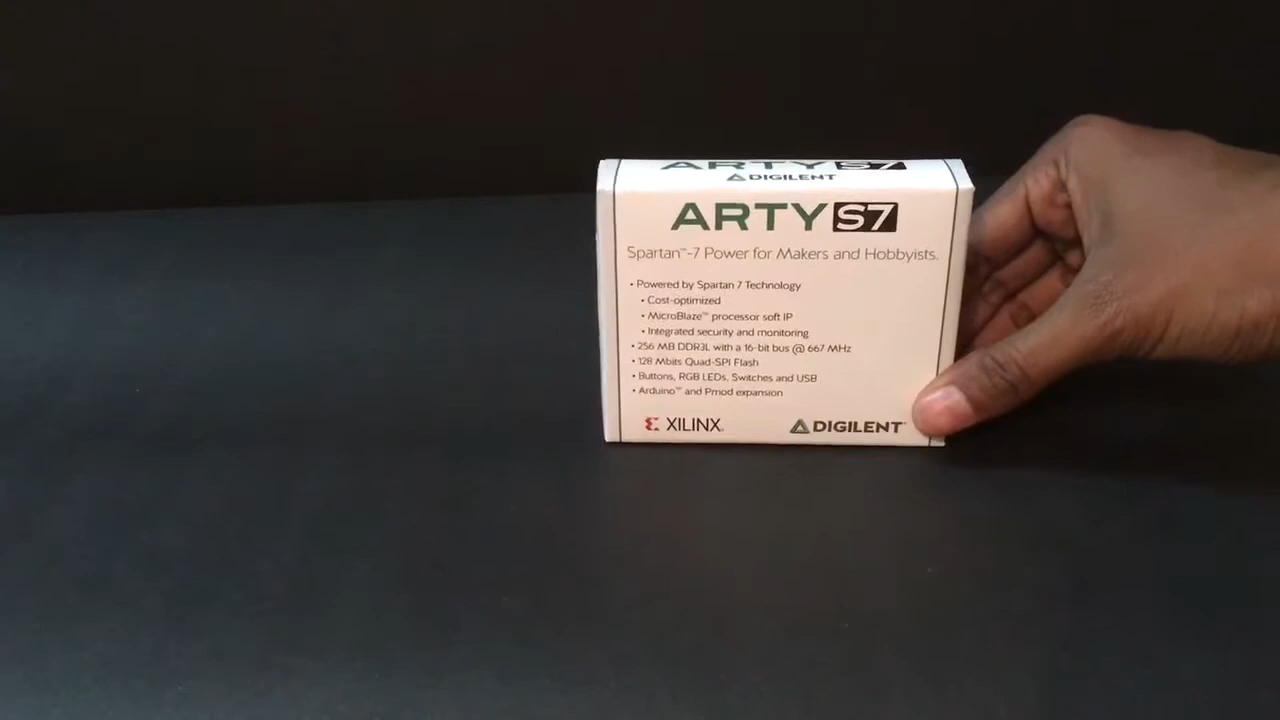 ARTY S7
DIGILENT
ARTY S7
Spartan™-7 Power for Makers and Hobbyists.
• Powered by Spartan 7 Technology
• Cost-optimized
• MicroBlaze™ processor soft IP
• Integrated security and monitoring
• 256 MB DDR3L with a 16-bit bus @ 667 MHz
• 128 Mbits Quad-SPI Flash
• Buttons, RGB LEDs, Switches and USB
• Arduino™ and Pmod expansion
XILINX® DIGILENT®